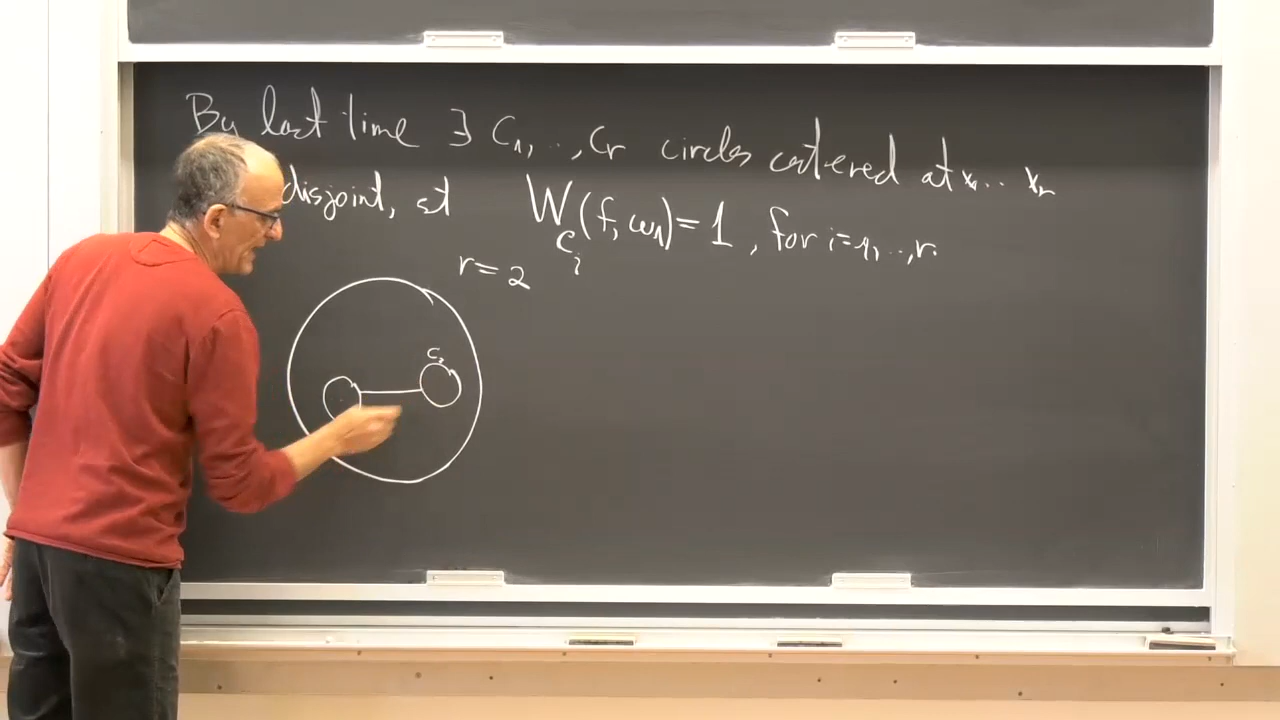 By last time ∃ C₁, .., Cᵣ circles centered at x₁ ... xᵣ
disjoint, st W_{C_i}(f, ω₁) = 1, for i=1, .., r.
r=2
C₂